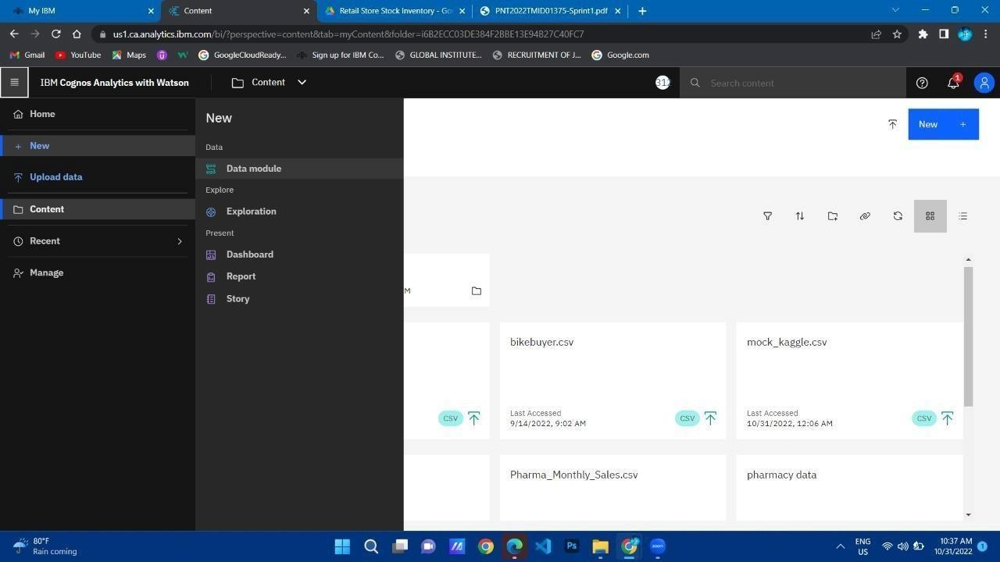 My IBM
Content
Retail Store Stock Inventory - Go
PNT2022TMID01375-Sprint1.pdf
us1.ca.analytics.ibm.com/bi/?perspective=content&tab=myContent&folder=i6B2ECC03DE384F2BBE13E94B27C40FC7
Gmail
YouTube
Maps
GoogleCloudReady...
Sign up for IBM Co...
GLOBAL INSTITUTE...
RECRUITMENT OF J...
Google.com
IBM Cognos Analytics with Watson
Content
Search content
1
Home
New
Upload data
Content
Recent
Manage
New
Data
Data module
Explore
Exploration
Present
Dashboard
Report
Story
New +
M
bikebuyer.csv
mock_kaggle.csv
CSV
Last Accessed
9/14/2022, 9:02 AM
CSV
Last Accessed
10/31/2022, 12:06 AM
CSV
Pharma_Monthly_Sales.csv
pharmacy data
80°F
Rain coming
Ps
zoom
ENG
US
10:37 AM
10/31/2022
1